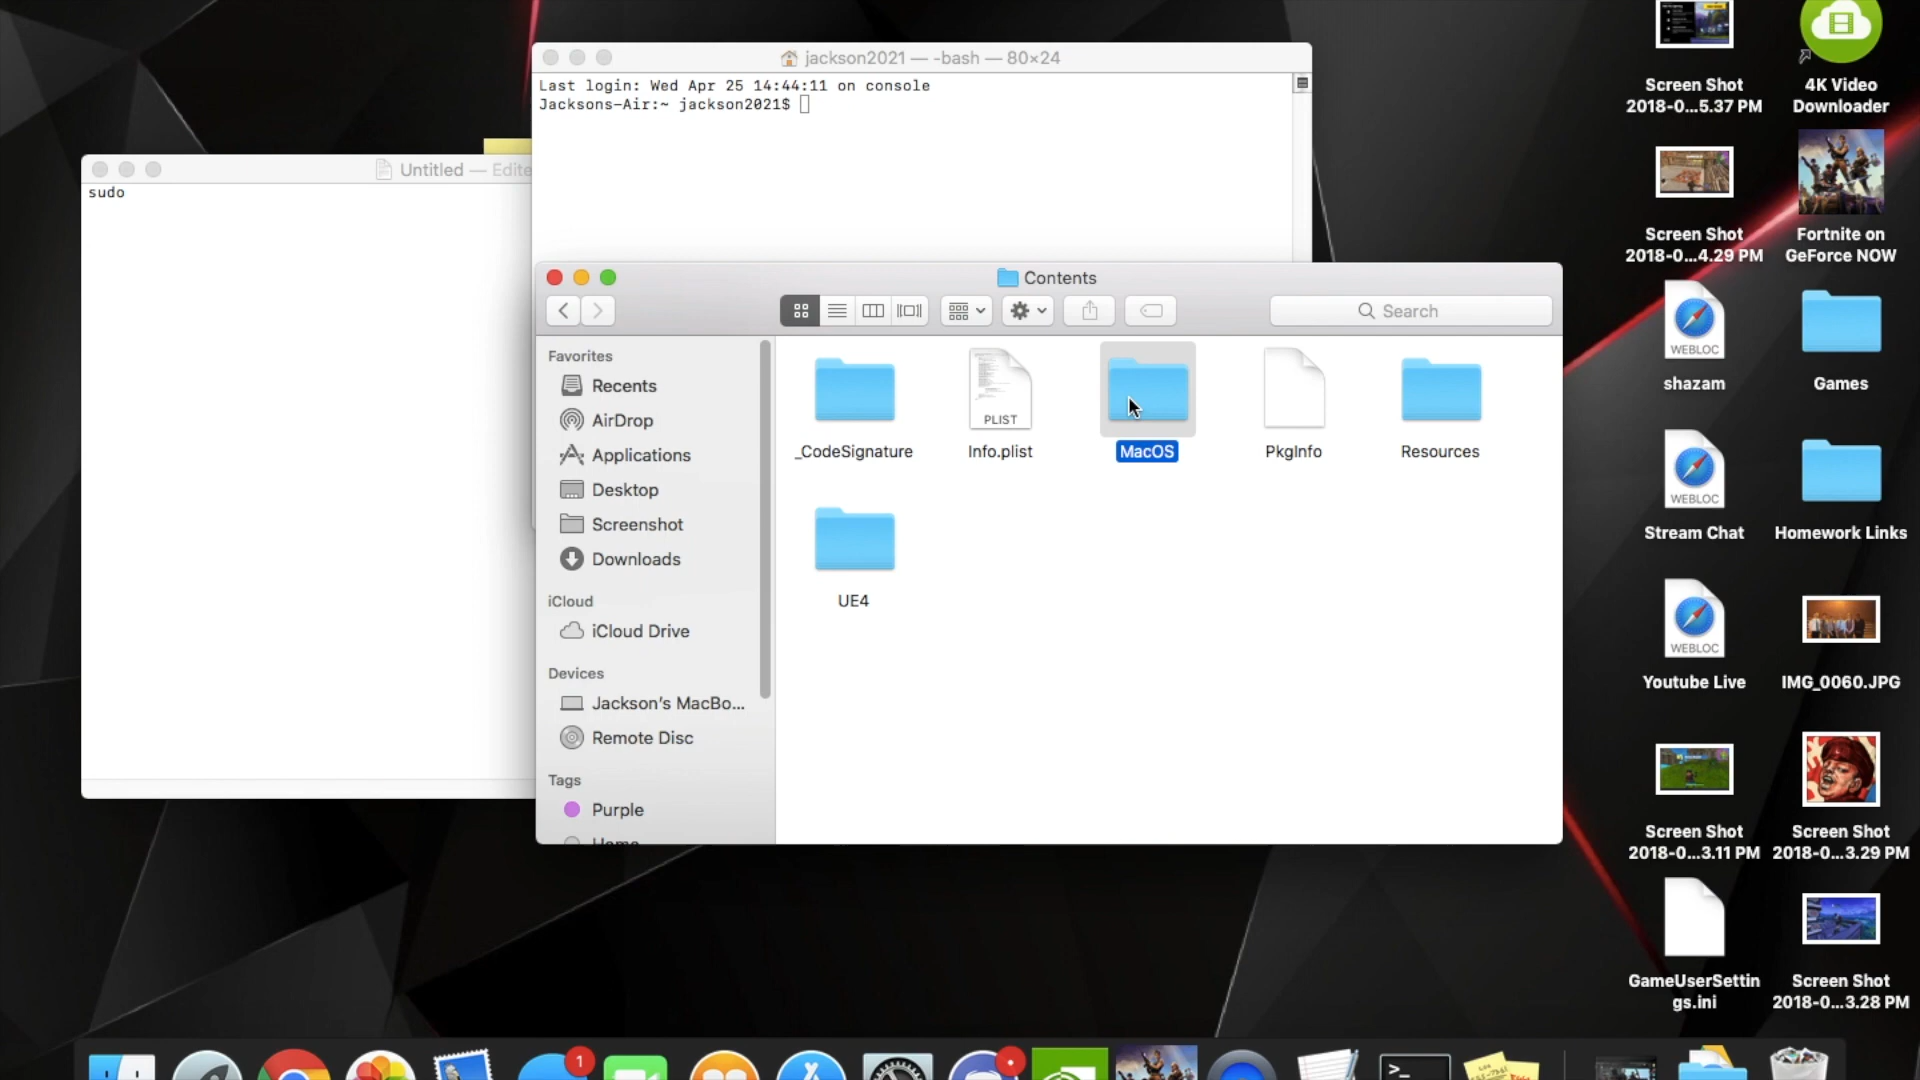 jackson2021 — -bash — 80×24
Last login: Wed Apr 25 14:44:11 on console
Jacksons-Air:~ jackson2021$
Untitled — Edite
sudo
Contents
Search
Favorites
Recents
AirDrop
Applications
Desktop
Screenshot
Downloads
iCloud
iCloud Drive
Devices
Jackson's MacBo...
Remote Disc
Tags
Purple
Home
_CodeSignature
PLIST
Info.plist
MacOS
PkgInfo
Resources
UE4
Screen Shot
2018-0...5.37 PM
4K Video
Downloader
Screen Shot
2018-0...4.29 PM
Fortnite on
GeForce NOW
WEBLOC
shazam
Games
WEBLOC
Stream Chat
Homework Links
WEBLOC
Youtube Live
IMG_0060.JPG
Screen Shot
2018-0...3.11 PM
Screen Shot
2018-0...3.29 PM
GameUserSettin
gs.ini
Screen Shot
2018-0...3.28 PM
1
>_